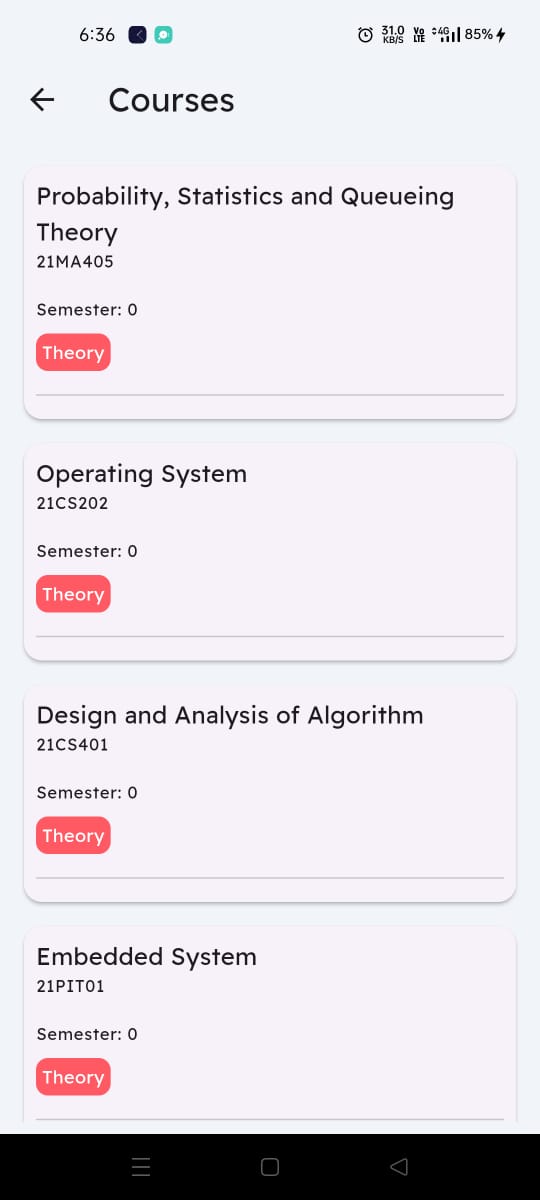 6:36 31.0 KB/S Vo LTE 4G 85%
Courses
Probability, Statistics and Queueing
Theory
21MA405
Semester: 0
Theory
Operating System
21CS202
Semester: 0
Theory
Design and Analysis of Algorithm
21CS401
Semester: 0
Theory
Embedded System
21PIT01
Semester: 0
Theory